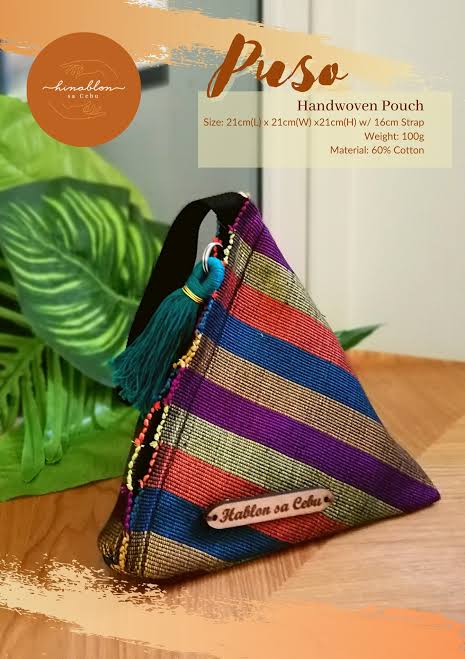 hinablon
sa Cebu
Puso
Handwoven Pouch
Size: 21cm(L) x 21cm(W) x21cm(H) w/ 16cm Strap
Weight: 100g
Material: 60% Cotton
Hablon sa Cebu